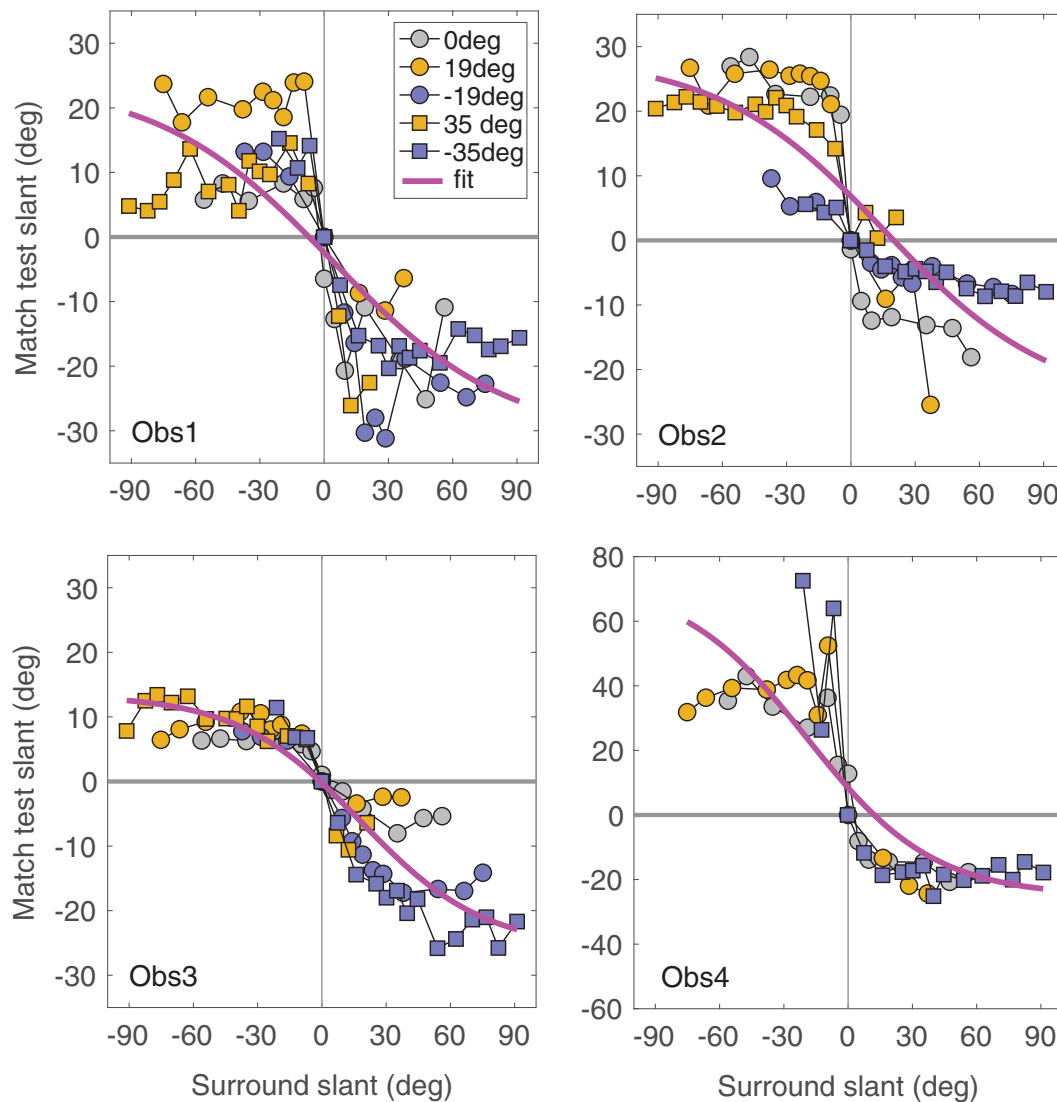 30
20
10
0
-10
-20
-30
Match test slant (deg)
0deg
19deg
-19deg
35 deg
-35deg
fit
Obs1
-90 -60 -30 0 30 60 90
30
20
10
0
-10
-20
-30
Obs2
-90 -60 -30 0 30 60 90
30
20
10
0
-10
-20
-30
Match test slant (deg)
Obs3
-90 -60 -30 0 30 60 90
Surround slant (deg)
80
60
40
20
0
-20
-40
-60
Obs4
-90 -60 -30 0 30 60 90
Surround slant (deg)